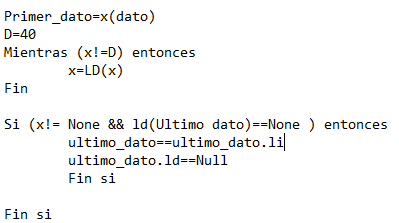 Primer_dato=x(dato)
D=40
Mientras (x!=D) entonces
x=LD(x)
Fin
Si (x!= None && ld(Ultimo dato)==None ) entonces
ultimo_dato==ultimo_dato.li
ultimo_dato.ld==Null
Fin si
Fin si